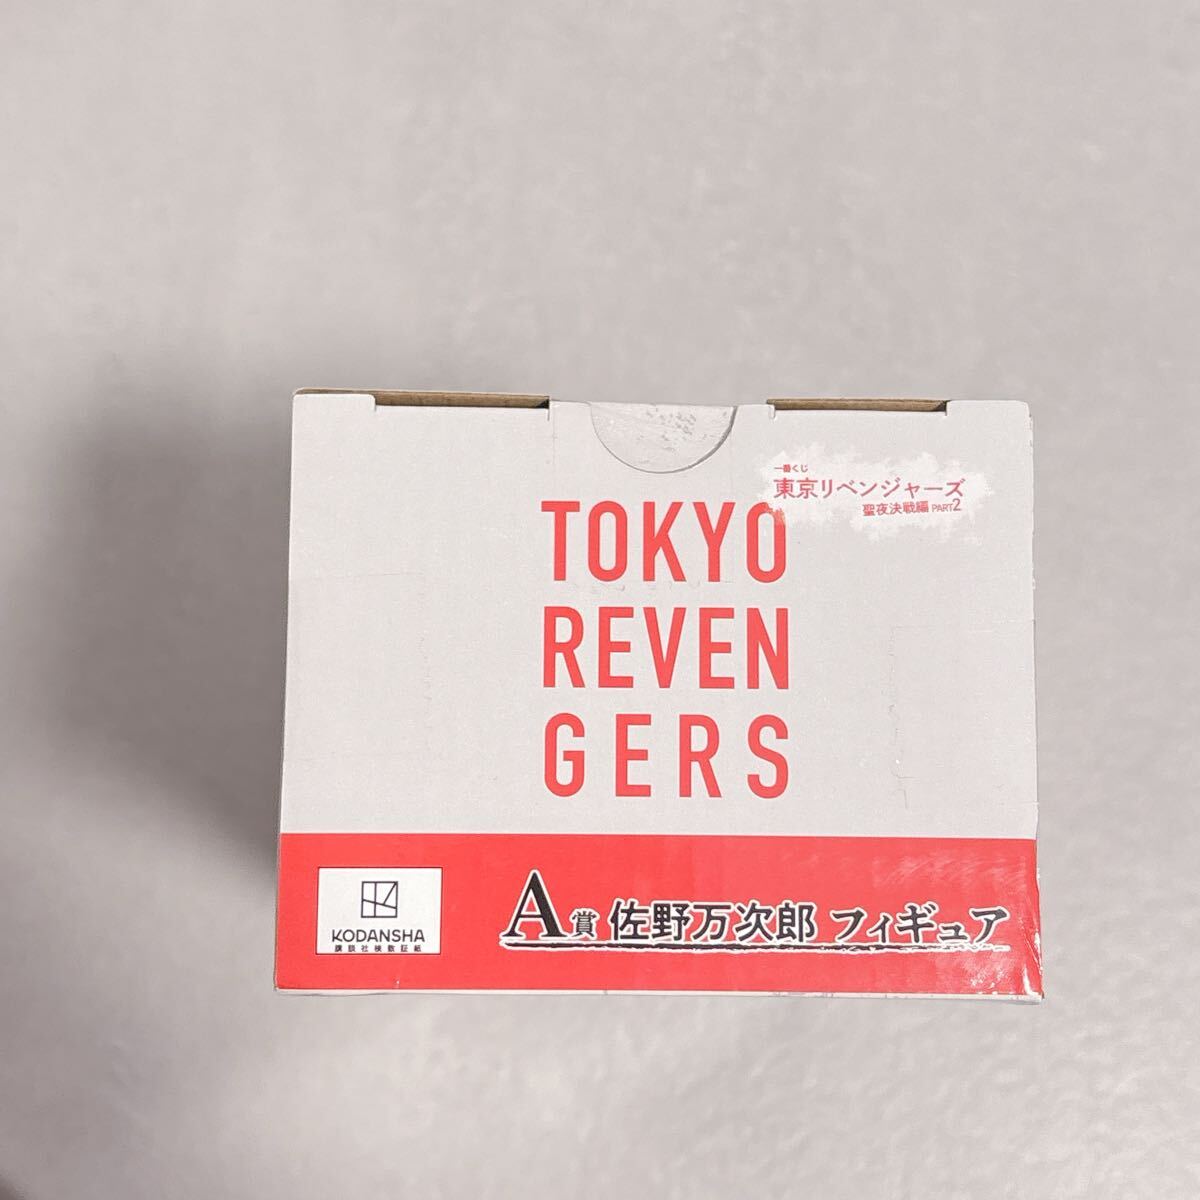 一番くじ
東京リベンジャーズ
聖夜決戦編 PART2
TOKYO
REVEN
GERS
KODANSHA
講談社検数証紙
A賞 佐野万次郎 フィギュア